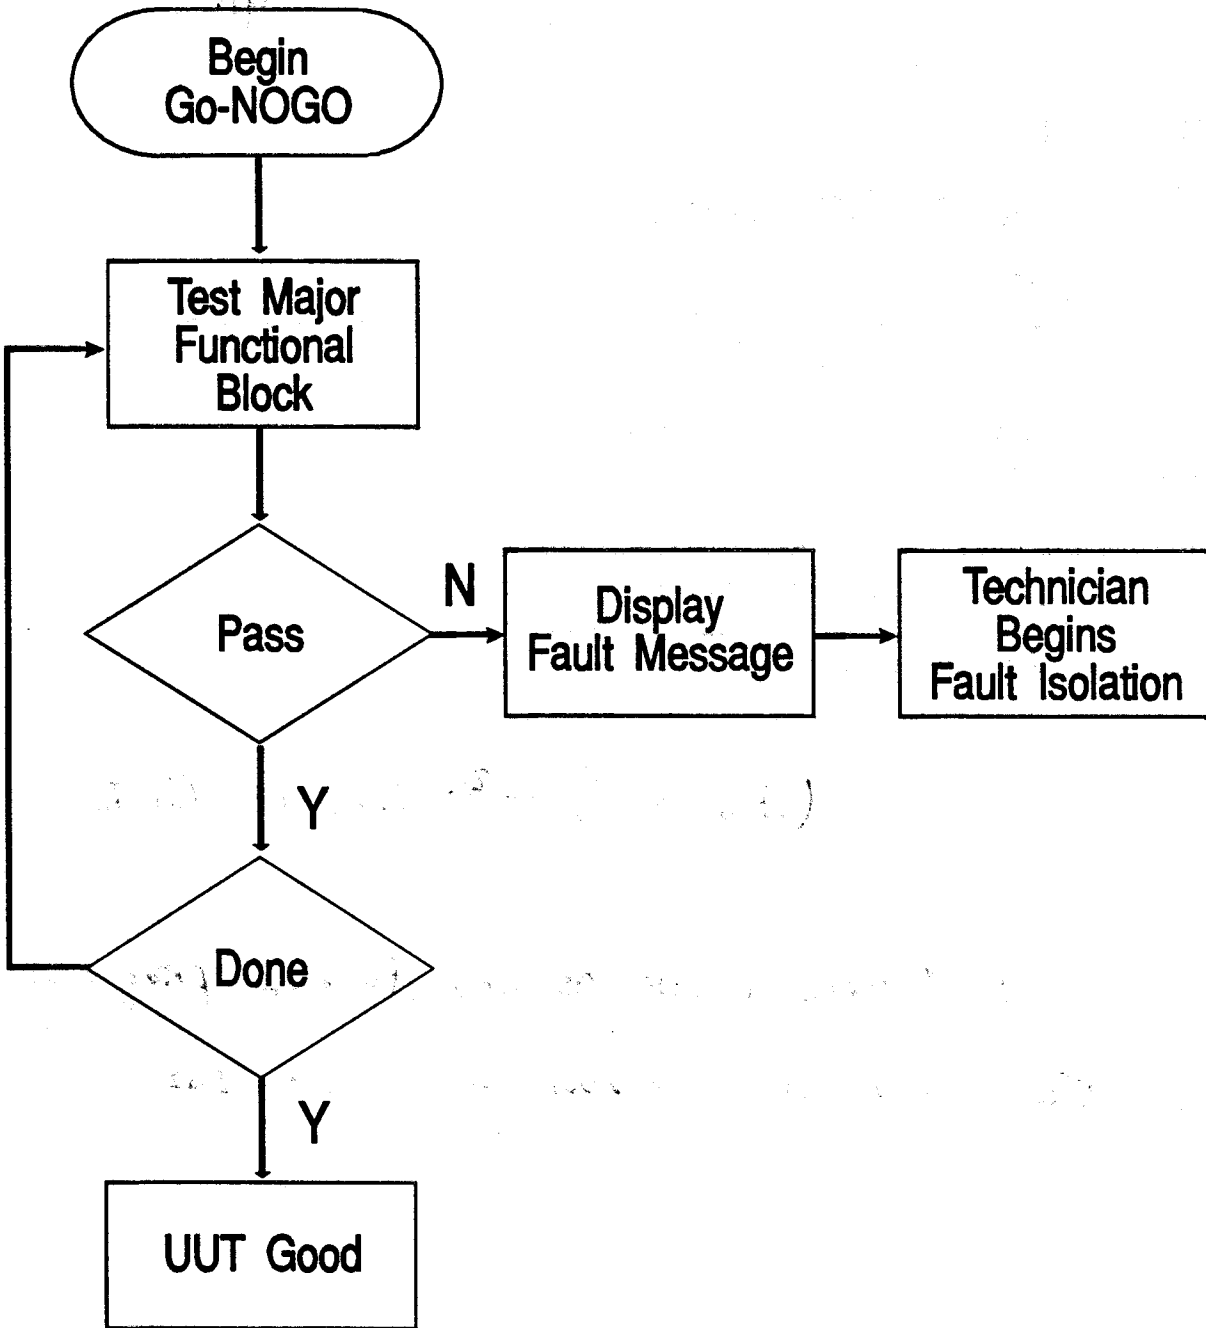 Begin
Go-NOGO
Test Major
Functional
Block
Pass
N
Display
Fault Message
Technician
Begins
Fault Isolation
Y
Done
Y
UUT Good